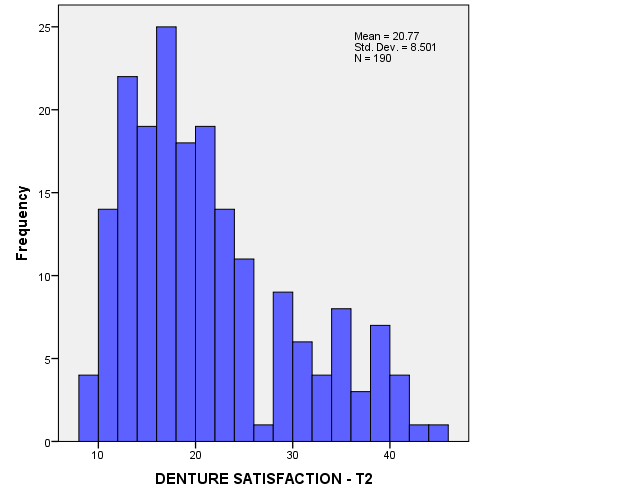 25
20
15
10
5
0
Frequency
Mean = 20.77
Std. Dev. = 8.501
N = 190
10 20 30 40
DENTURE SATISFACTION - T2